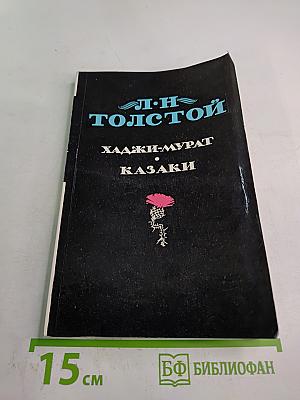 Л·Н
ТОЛСТОЙ
ХАДЖИ-МУРАТ
•
КАЗАКИ
15 см
БФ БИБЛИОФАН